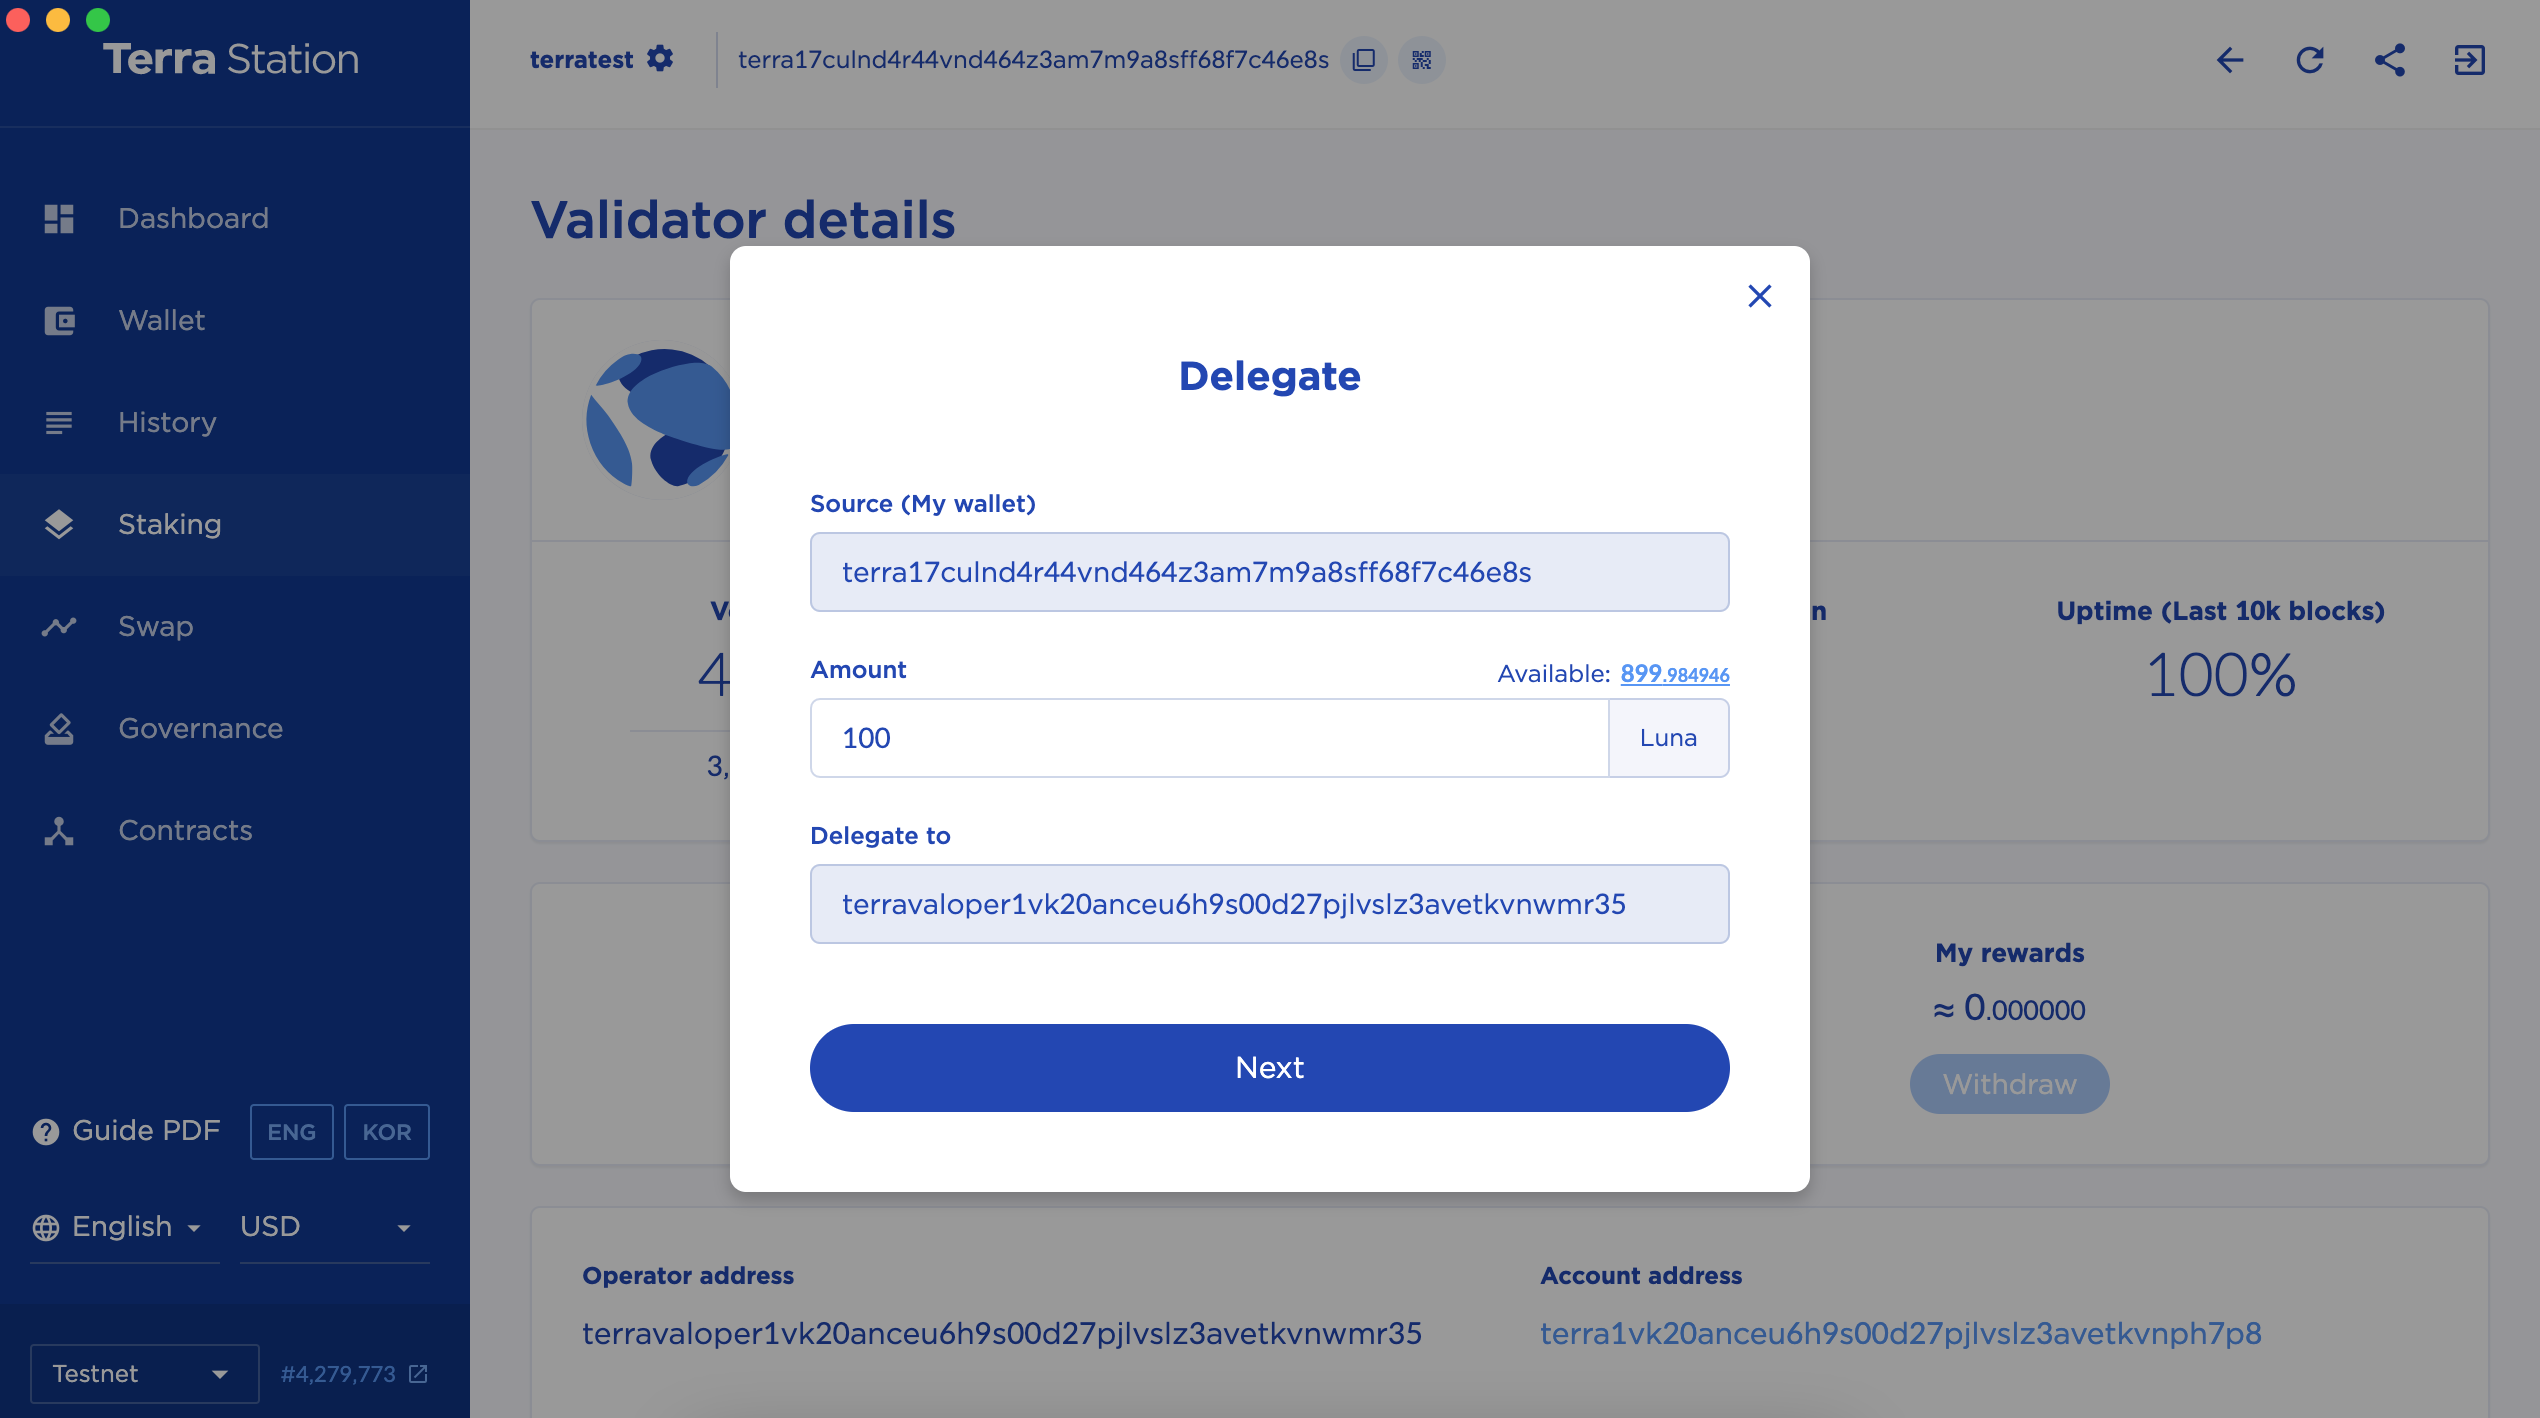 Terra Station
terratest
terra17culnd4r44vnd464z3am7m9a8sff68f7c46e8s
Dashboard
Wallet
History
Staking
Swap
Governance
Contracts
Guide PDF ENG KOR
English USD
Testnet #4,279,773
Validator details
Delegate
Source (My wallet)
terra17culnd4r44vnd464z3am7m9a8sff68f7c46e8s
Amount
Available: 899.984946
100 Luna
Delegate to
terravaloper1vk20anceu6h9s00d27pjlvslz3avetkvnwmr35
Next
Uptime (Last 10k blocks)
100%
My rewards
≈ 0.000000
Withdraw
Operator address
terravaloper1vk20anceu6h9s00d27pjlvslz3avetkvnwmr35
Account address
terra1vk20anceu6h9s00d27pjlvslz3avetkvnph7p8